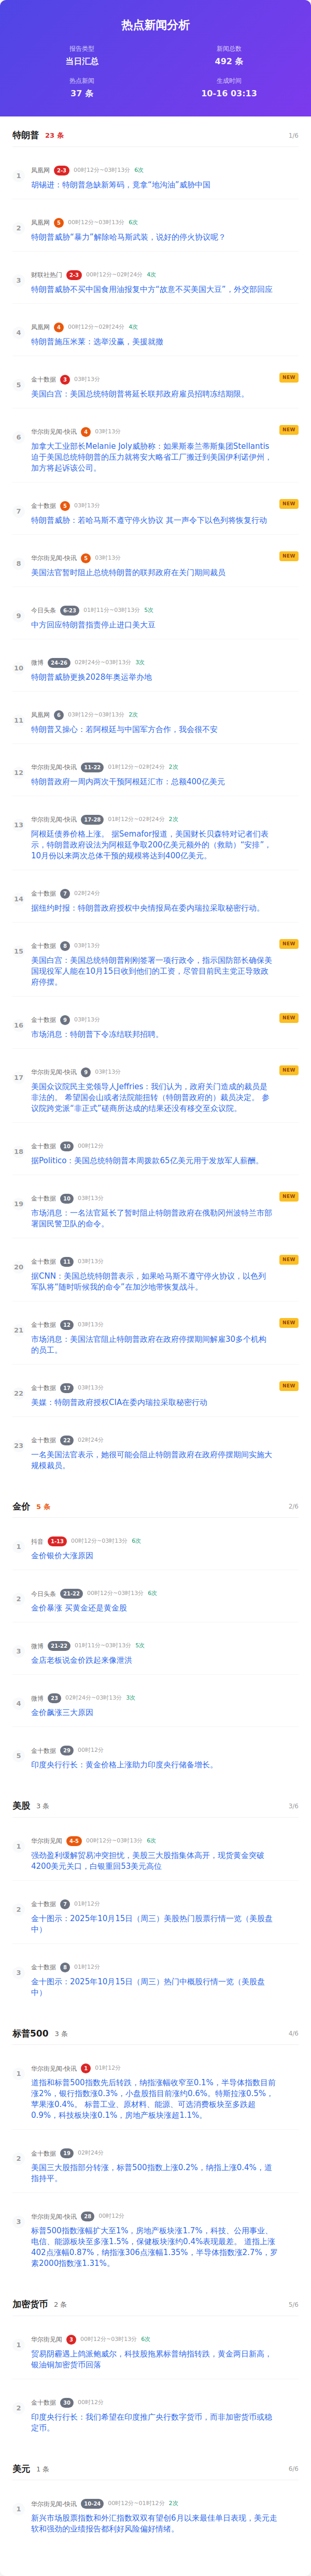 热点新闻分析
报告类型
当日汇总
新闻总数
492 条
热点新闻
37 条
生成时间
10-16 03:13
特朗普 23 条 1/6
1
凤凰网 2-3 00时12分~03时13分 6次
胡锡进：特朗普急缺新筹码，竟拿“地沟油”威胁中国
2
凤凰网 5 00时12分~03时13分 6次
特朗普威胁“暴力”解除哈马斯武装，说好的停火协议呢？
3
财联社热门 2-3 00时12分~02时24分 4次
特朗普威胁不买中国食用油报复中方“故意不买美国大豆”，外交部回应
4
凤凰网 4 00时12分~02时24分 4次
特朗普施压米莱：选举没赢，美援就撤
5
金十数据 3 03时13分 NEW
美国白宫：美国总统特朗普将延长联邦政府雇员招聘冻结期限。
6
华尔街见闻-快讯 4 03时13分 NEW
加拿大工业部长Melanie Joly威胁称：如果斯泰兰蒂斯集团Stellantis
迫于美国总统特朗普的压力就将安大略省工厂搬迁到美国伊利诺伊州，
加方将起诉该公司。
7
金十数据 5 03时13分 NEW
特朗普威胁：若哈马斯不遵守停火协议 其一声令下以色列将恢复行动
8
华尔街见闻-快讯 5 03时13分 NEW
美国法官暂时阻止总统特朗普的联邦政府在关门期间裁员
9
今日头条 6-23 01时11分~03时13分 5次
中方回应特朗普指责停止进口美大豆
10
微博 24-26 02时24分~03时13分 3次
特朗普威胁更换2028年奥运举办地
11
凤凰网 6 03时12分~03时13分 2次
特朗普又操心：若阿根廷与中国军方合作，我会很不安
12
华尔街见闻-快讯 11-22 01时12分~02时24分 2次
特朗普政府一周内两次干预阿根廷汇市：总额400亿美元
13
华尔街见闻-快讯 17-28 01时12分~02时24分 2次
阿根廷债券价格上涨。 据Semafor报道，美国财长贝森特对记者们表
示，特朗普政府设法为阿根廷争取200亿美元额外的（救助）“安排”，
10月份以来两次总体干预的规模将达到400亿美元。
14
金十数据 7 02时24分
据纽约时报：特朗普政府授权中央情报局在委内瑞拉采取秘密行动。
15
金十数据 8 03时13分 NEW
美国白宫：美国总统特朗普刚刚签署一项行政令，指示国防部长确保美
国现役军人能在10月15日收到他们的工资，尽管目前民主党正导致政
府停摆。
16
金十数据 9 03时13分 NEW
市场消息：特朗普下令冻结联邦招聘。
17
华尔街见闻-快讯 9 03时13分 NEW
美国众议院民主党领导人Jeffries：我们认为，政府关门造成的裁员是
非法的。 希望国会山或者法院能扭转（特朗普政府的）裁员决定。 参
议院跨党派“非正式”磋商所达成的结果还没有移交至众议院。
18
金十数据 10 00时12分
据Politico：美国总统特朗普本周拨款65亿美元用于发放军人薪酬。
19
金十数据 10 03时13分 NEW
市场消息：一名法官延长了暂时阻止特朗普政府在俄勒冈州波特兰市部
署国民警卫队的命令。
20
金十数据 11 03时13分 NEW
据CNN：美国总统特朗普表示，如果哈马斯不遵守停火协议，以色列
军队将“随时听候我的命令”在加沙地带恢复战斗。
21
金十数据 12 03时13分 NEW
市场消息：美国法官阻止特朗普政府在政府停摆期间解雇30多个机构
的员工。
22
金十数据 17 03时13分 NEW
美媒：特朗普政府授权CIA在委内瑞拉采取秘密行动
23
金十数据 22 02时24分
一名美国法官表示，她很可能会阻止特朗普政府在政府停摆期间实施大
规模裁员。
金价 5 条 2/6
1
抖音 1-13 00时12分~03时13分 6次
金价银价大涨原因
2
今日头条 21-22 00时12分~03时13分 6次
金价暴涨 买黄金还是黄金股
3
微博 21-22 01时11分~03时13分 5次
金店老板说金价跌起来像泄洪
4
微博 23 02时24分~03时13分 3次
金价飙涨三大原因
5
金十数据 29 00时12分
印度央行行长：黄金价格上涨助力印度央行储备增长。
美股 3 条 3/6
1
华尔街见闻 4-5 00时12分~03时13分 6次
强劲盈利缓解贸易冲突担忧，美股三大股指集体高开，现货黄金突破
4200美元关口，白银重回53美元高位
2
金十数据 7 01时12分
金十图示：2025年10月15日（周三）美股热门股票行情一览（美股盘
中）
3
金十数据 8 01时12分
金十图示：2025年10月15日（周三）热门中概股行情一览（美股盘
中）
标普500 3 条 4/6
1
华尔街见闻-快讯 1 01时12分
道指和标普500指数先后转跌，纳指涨幅收窄至0.1%，半导体指数目前
涨2%，银行指数涨0.3%，小盘股指目前涨约0.6%。特斯拉涨0.5%，
苹果涨0.4%。 标普工业、原材料、能源、可选消费板块至多跌超
0.9%，科技板块涨0.1%，房地产板块涨超1.1%。
2
金十数据 19 02时24分
美国三大股指部分转涨，标普500指数上涨0.2%，纳指上涨0.4%，道
指持平。
3
华尔街见闻-快讯 28 00时12分
标普500指数涨幅扩大至1%，房地产板块涨1.7%，科技、公用事业、
电信、能源板块至多涨1.5%，保健板块涨约0.4%表现最差。 道指上涨
402点涨幅0.87%，纳指涨306点涨幅1.35%，半导体指数涨2.7%，罗
素2000指数涨1.31%。
加密货币 2 条 5/6
1
华尔街见闻 3 00时12分~03时13分 6次
贸易阴霾遇上鸽派鲍威尔，科技股拖累标普纳指转跌，黄金两日新高，
银油铜加密货币回落
2
金十数据 30 00时12分
印度央行行长：我们希望在印度推广央行数字货币，而非加密货币或稳
定币。
美元 1 条 6/6
1
华尔街见闻-快讯 10-24 00时12分~01时12分 2次
新兴市场股票指数和外汇指数双双有望创6月以来最佳单日表现，美元走
软和强劲的业绩报告都利好风险偏好情绪。